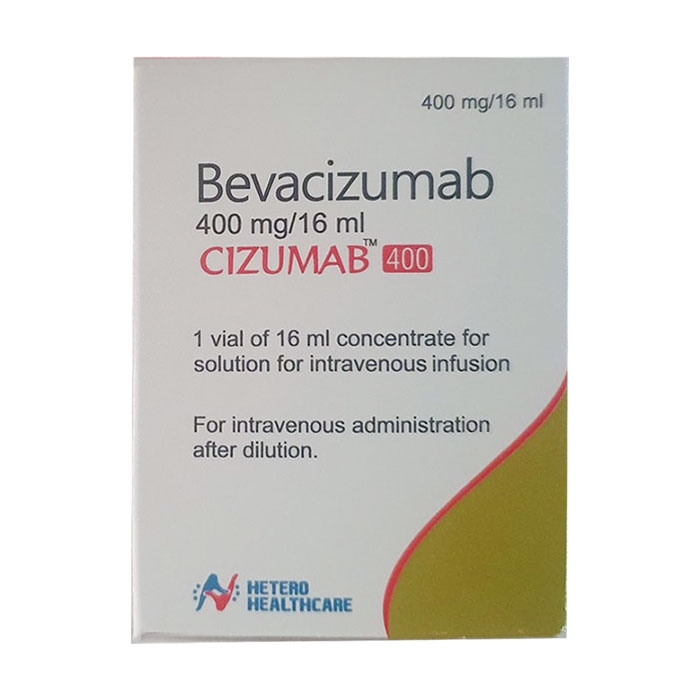 400 mg/16 ml
Bevacizumab
400 mg/16 ml
CIZUMAB™ 400
1 vial of 16 ml concentrate for
solution for intravenous infusion
For intravenous administration
after dilution.
HETERO
HEALTHCARE